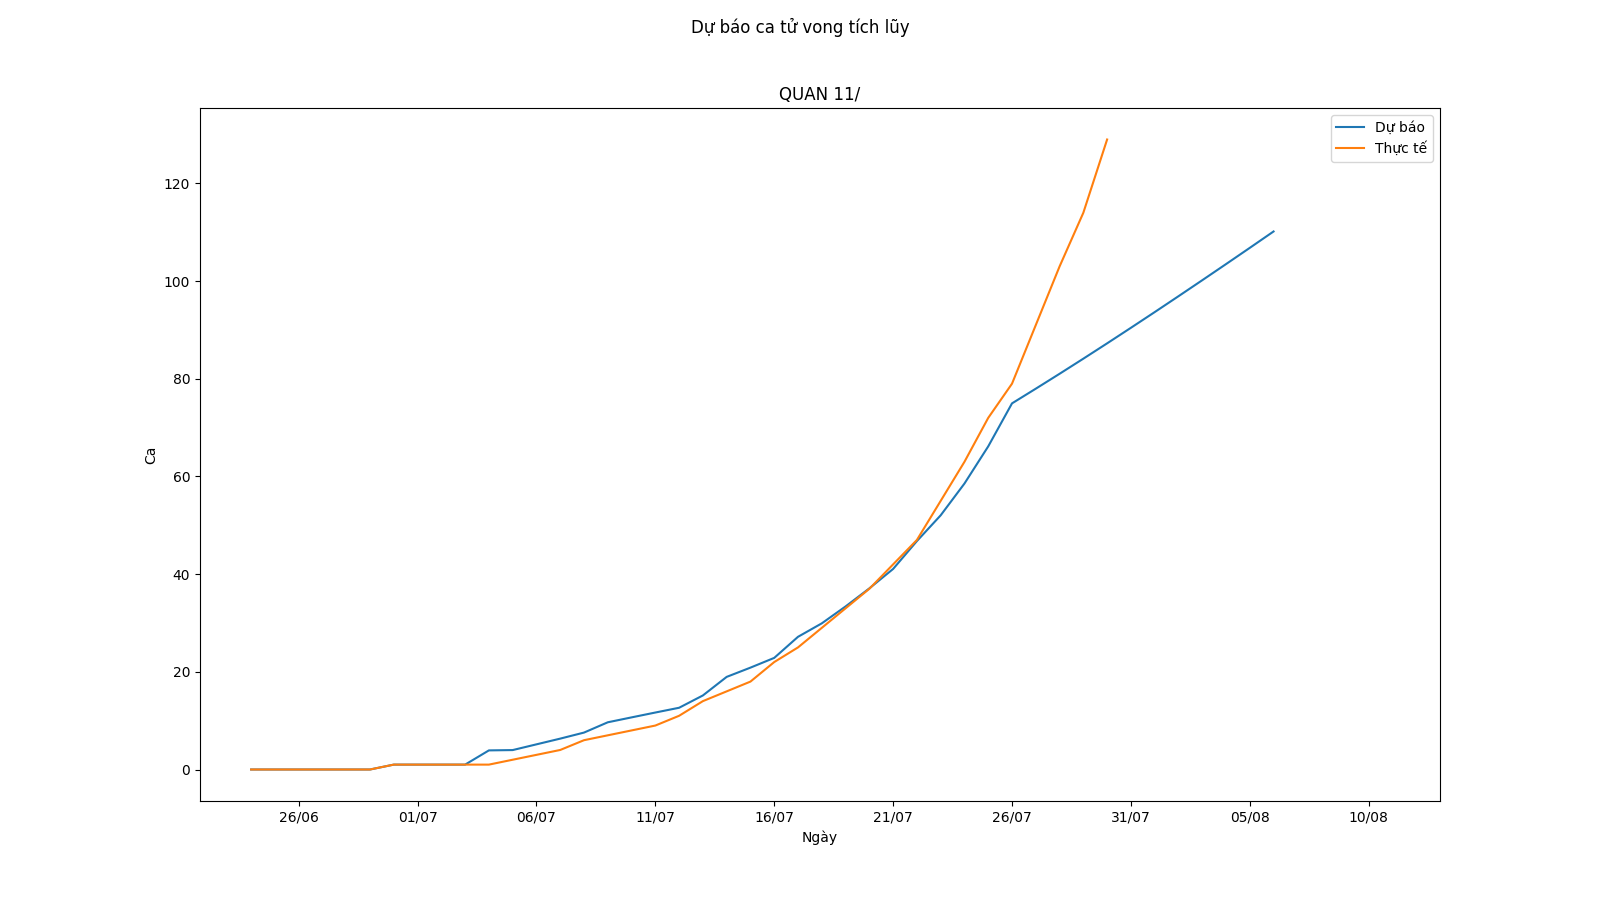 Dự báo ca tử vong tích lũy
QUAN 11/
Dự báo
Thực tế
120
100
80
60
40
20
0
Ca
26/06 01/07 06/07 11/07 16/07 21/07 26/07 31/07 05/08 10/08
Ngày